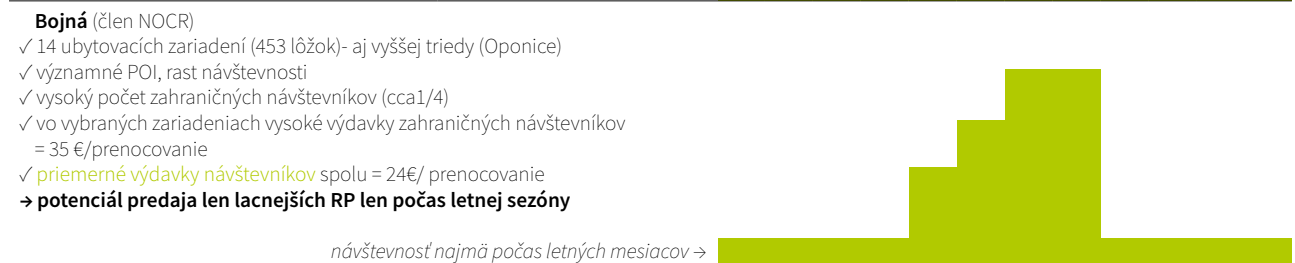 Bojná (člen NOCR)
✓ 14 ubytovacích zariadení (453 lôžok)- aj vyššej triedy (Oponice)
✓ významné POI, rast návštevnosti
✓ vysoký počet zahraničných návštevníkov (cca1/4)
✓ vo vybraných zariadeniach vysoké výdavky zahraničných návštevníkov
= 35 €/prenocovanie
✓ priemerné výdavky návštevníkov spolu = 24€/ prenocovanie
→ potenciál predaja len lacnejších RP len počas letnej sezóny
návštevnosť najmä počas letných mesiacov →